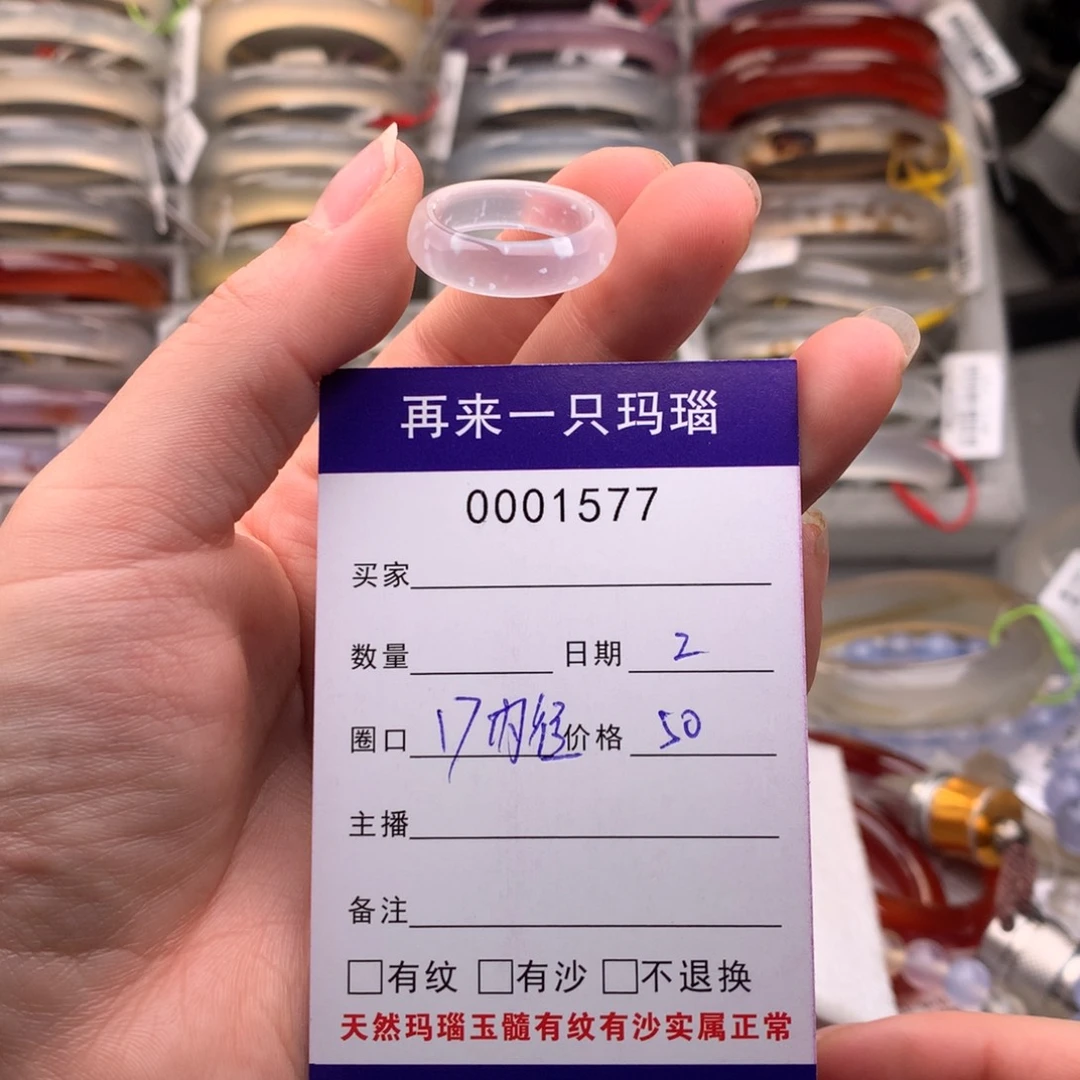 再来一只玛瑙
0001577
买家
数量 日期 2
圈口 17内径 价格 50
主播
备注
□有纹 □有沙 □不退换
天然玛瑙玉髓有纹有沙实属正常